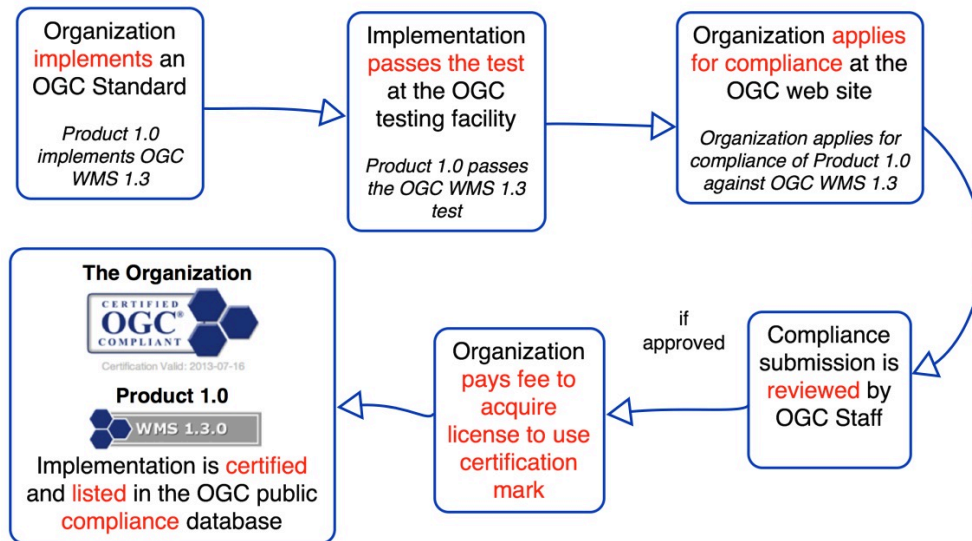 Organization
implements an
OGC Standard
Product 1.0
implements OGC
WMS 1.3
Implementation
passes the test
at the OGC
testing facility
Product 1.0 passes
the OGC WMS 1.3
test
Organization applies
for compliance at the
OGC web site
Organization applies for
compliance of Product 1.0
against OGC WMS 1.3
Compliance
submission is
reviewed by
OGC Staff
if
approved
Organization
pays fee to
acquire
license to use
certification
mark
The Organization
CERTIFIED
OGC®
COMPLIANT
Certification Valid: 2013-07-16
Product 1.0
WMS 1.3.0
Implementation is certified
and listed in the OGC public
compliance database